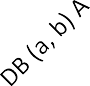 DB (a, b) A